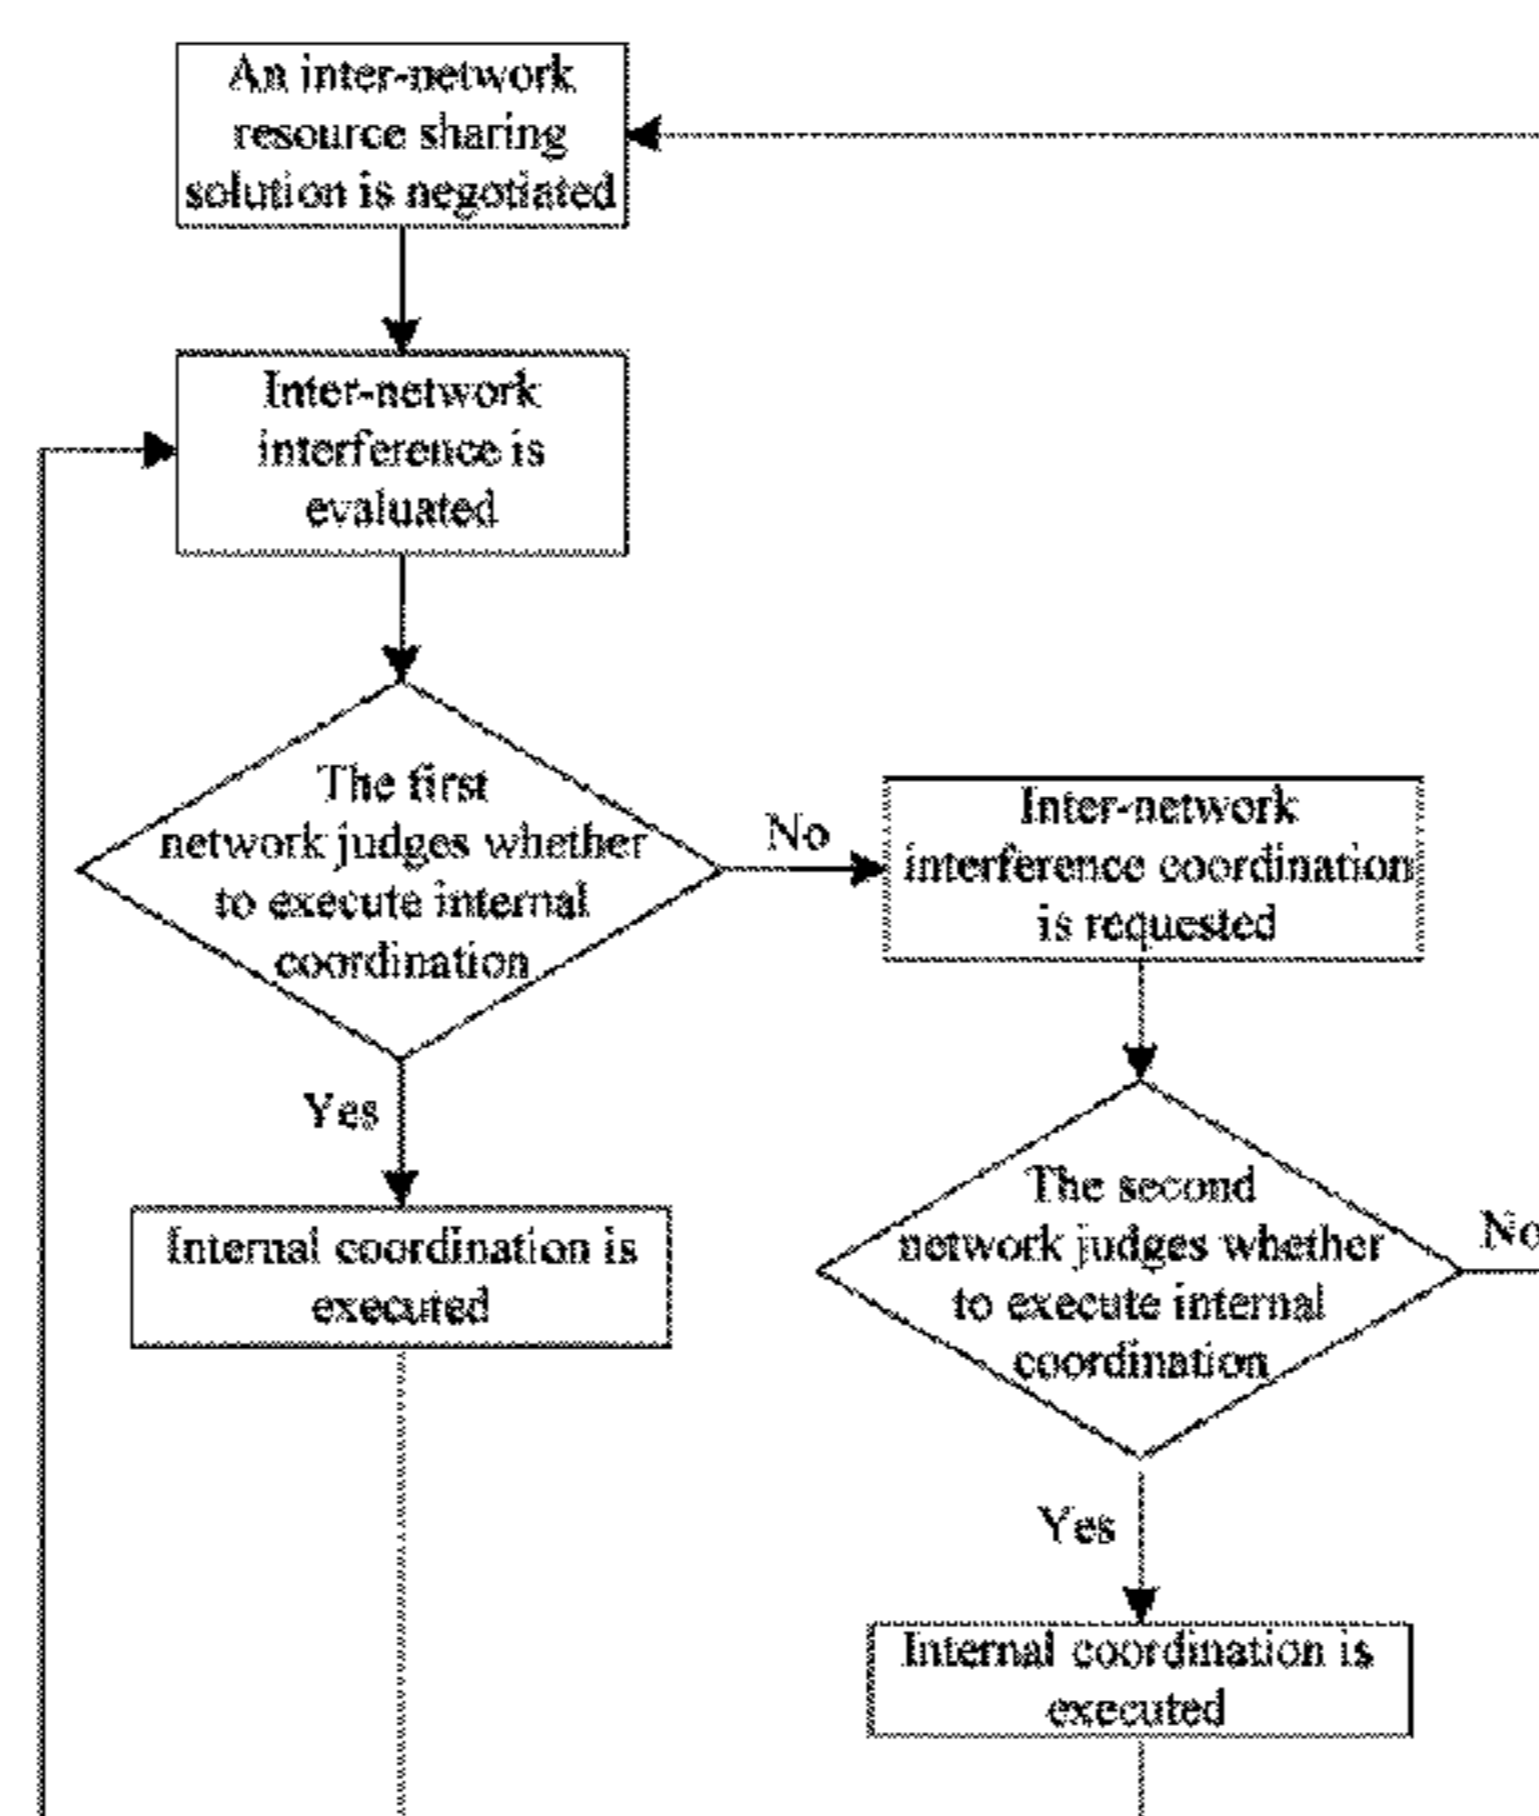 An inter-network
resource sharing
solution is negotiated
Inter-network
interference is
evaluated
The first
network judges whether
to execute internal
coordination
No
Inter-network
interference coordination
is requested
Yes
Internal coordination is
executed
The second
network judges whether
to execute internal
coordination
No
Yes
Internal coordination is
executed